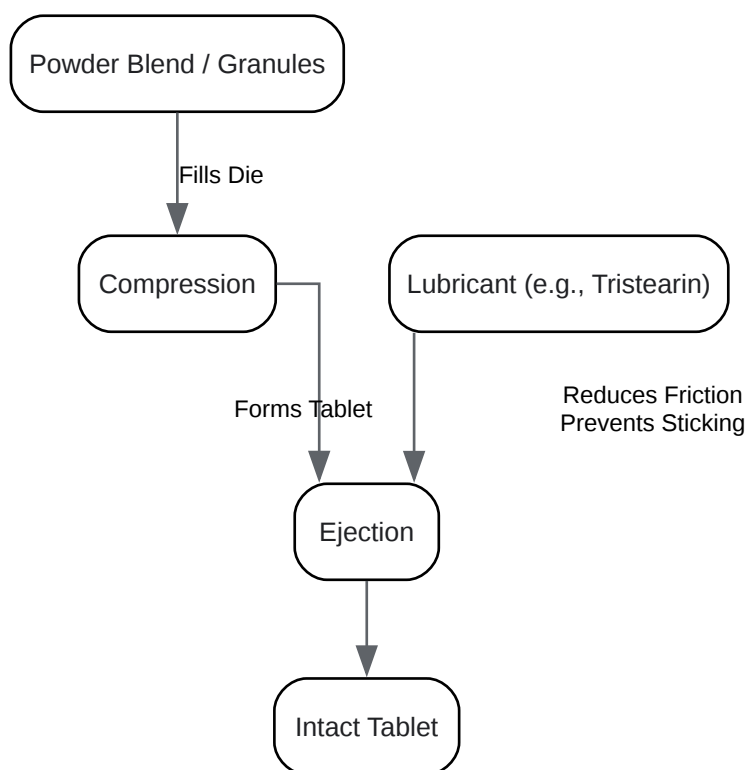 Powder Blend / Granules
Fills Die
Compression
Lubricant (e.g., Tristearin)
Forms Tablet
Reduces Friction
Prevents Sticking
Ejection
Intact Tablet